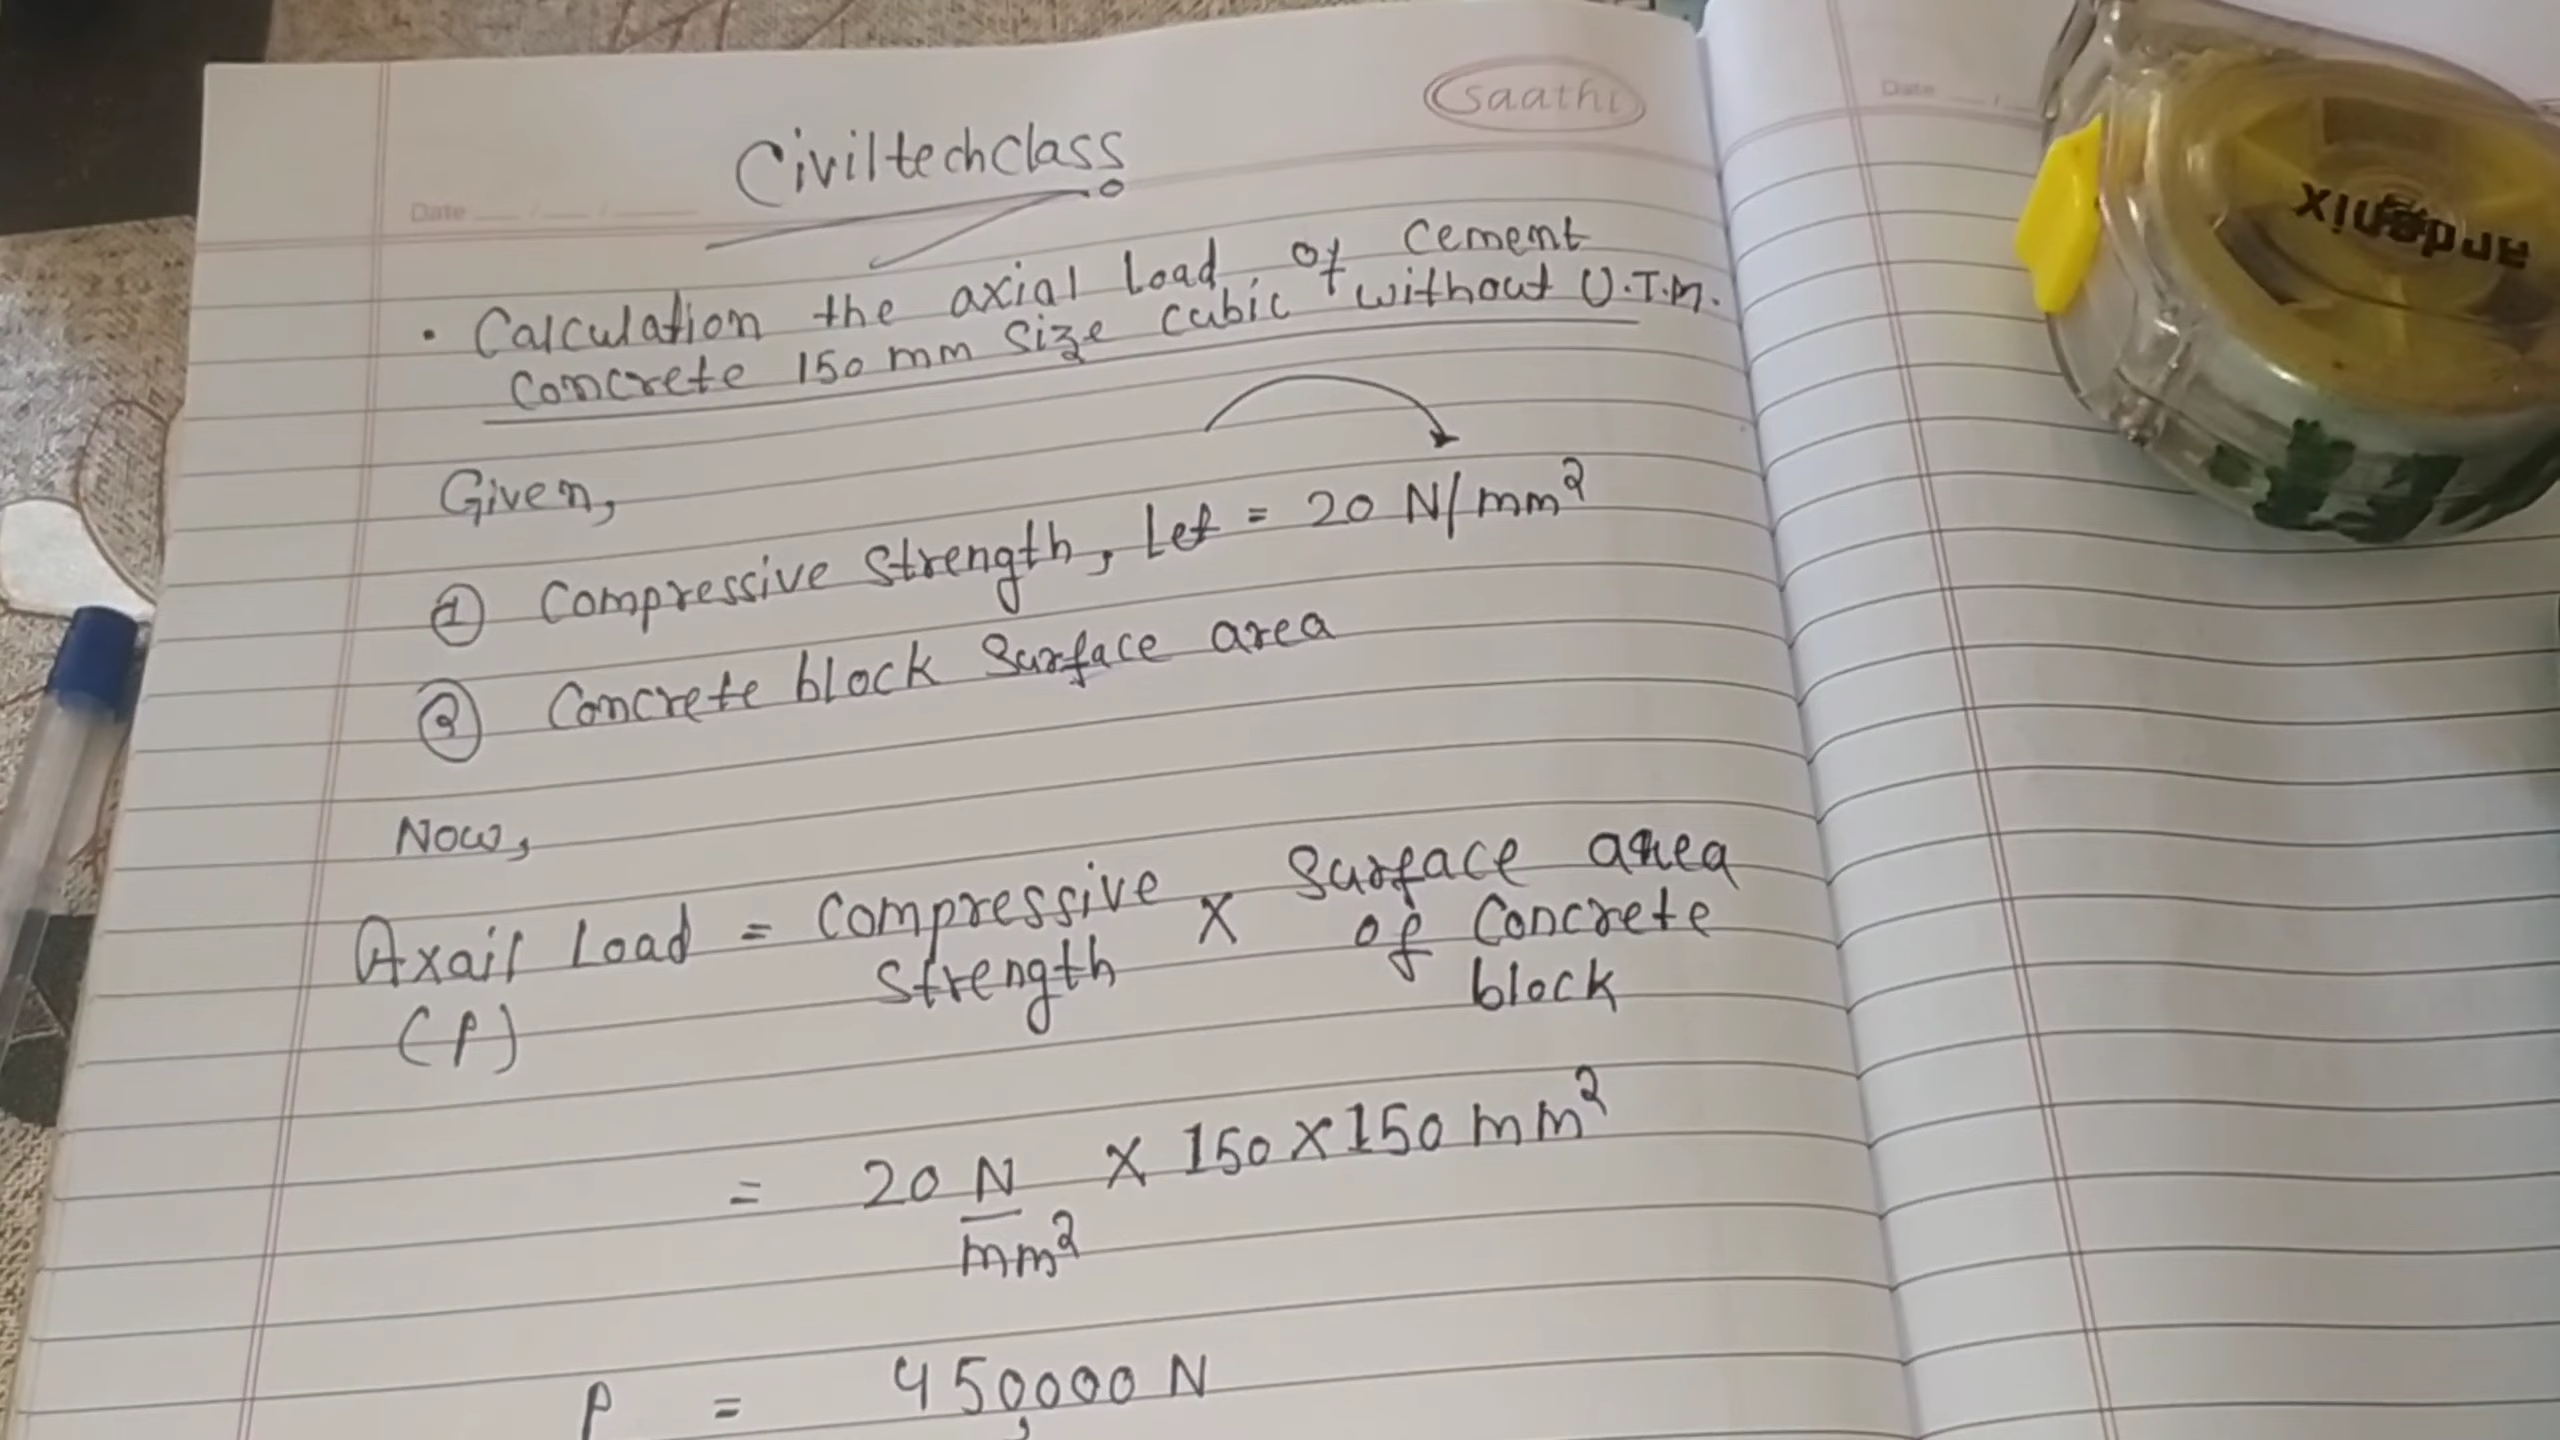 saathi
Civiltechclass
Date
Date
• Calculation the axial Load, of cement
concrete 150 mm size cubic without U.T.M.
Given,
① Compressive strength, Let = 20 N/mm²
② Concrete block Surface area
Now,
Axail Load = Compressive strength × Surface area of Concrete block
(P)
= 20 N/mm² × 150 × 150 mm²
P = 450,000 N